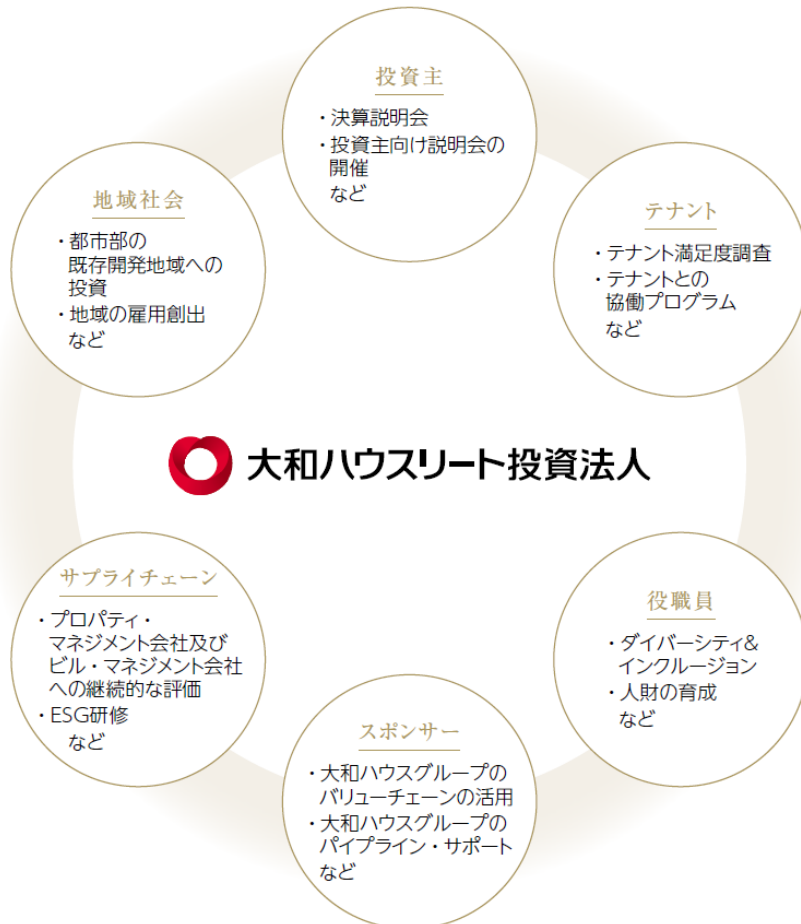 投資主
・決算説明会
・投資主向け説明会の
開催
など
地域社会
・都市部の
既存開発地域への
投資
・地域の雇用創出
など
テナント
・テナント満足度調査
・テナントとの
協働プログラム
など
大和ハウスリート投資法人
サプライチェーン
・プロパティ・
マネジメント会社及び
ビル・マネジメント会社
への継続的な評価
・ESG研修
など
役職員
・ダイバーシティ&
インクルージョン
・人財の育成
など
スポンサー
・大和ハウスグループの
バリューチェーンの活用
・大和ハウスグループの
パイプライン・サポート
など